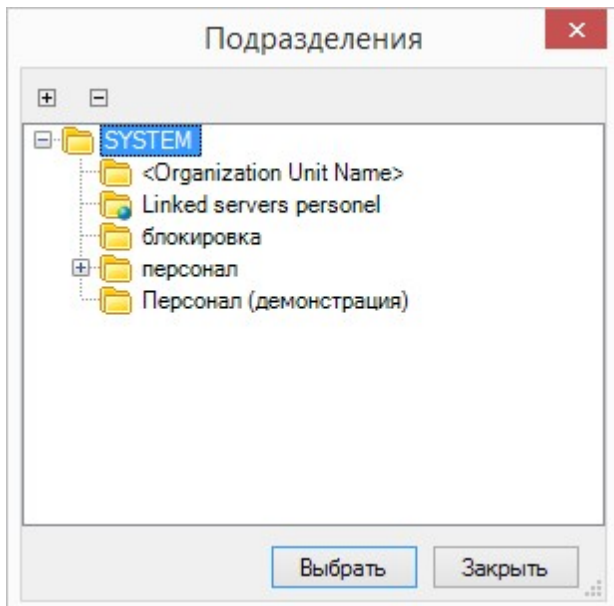 Подразделения
SYSTEM
<Organization Unit Name>
Linked servers personel
блокировка
персонал
Персонал (демонстрация)
Выбрать Закрыть